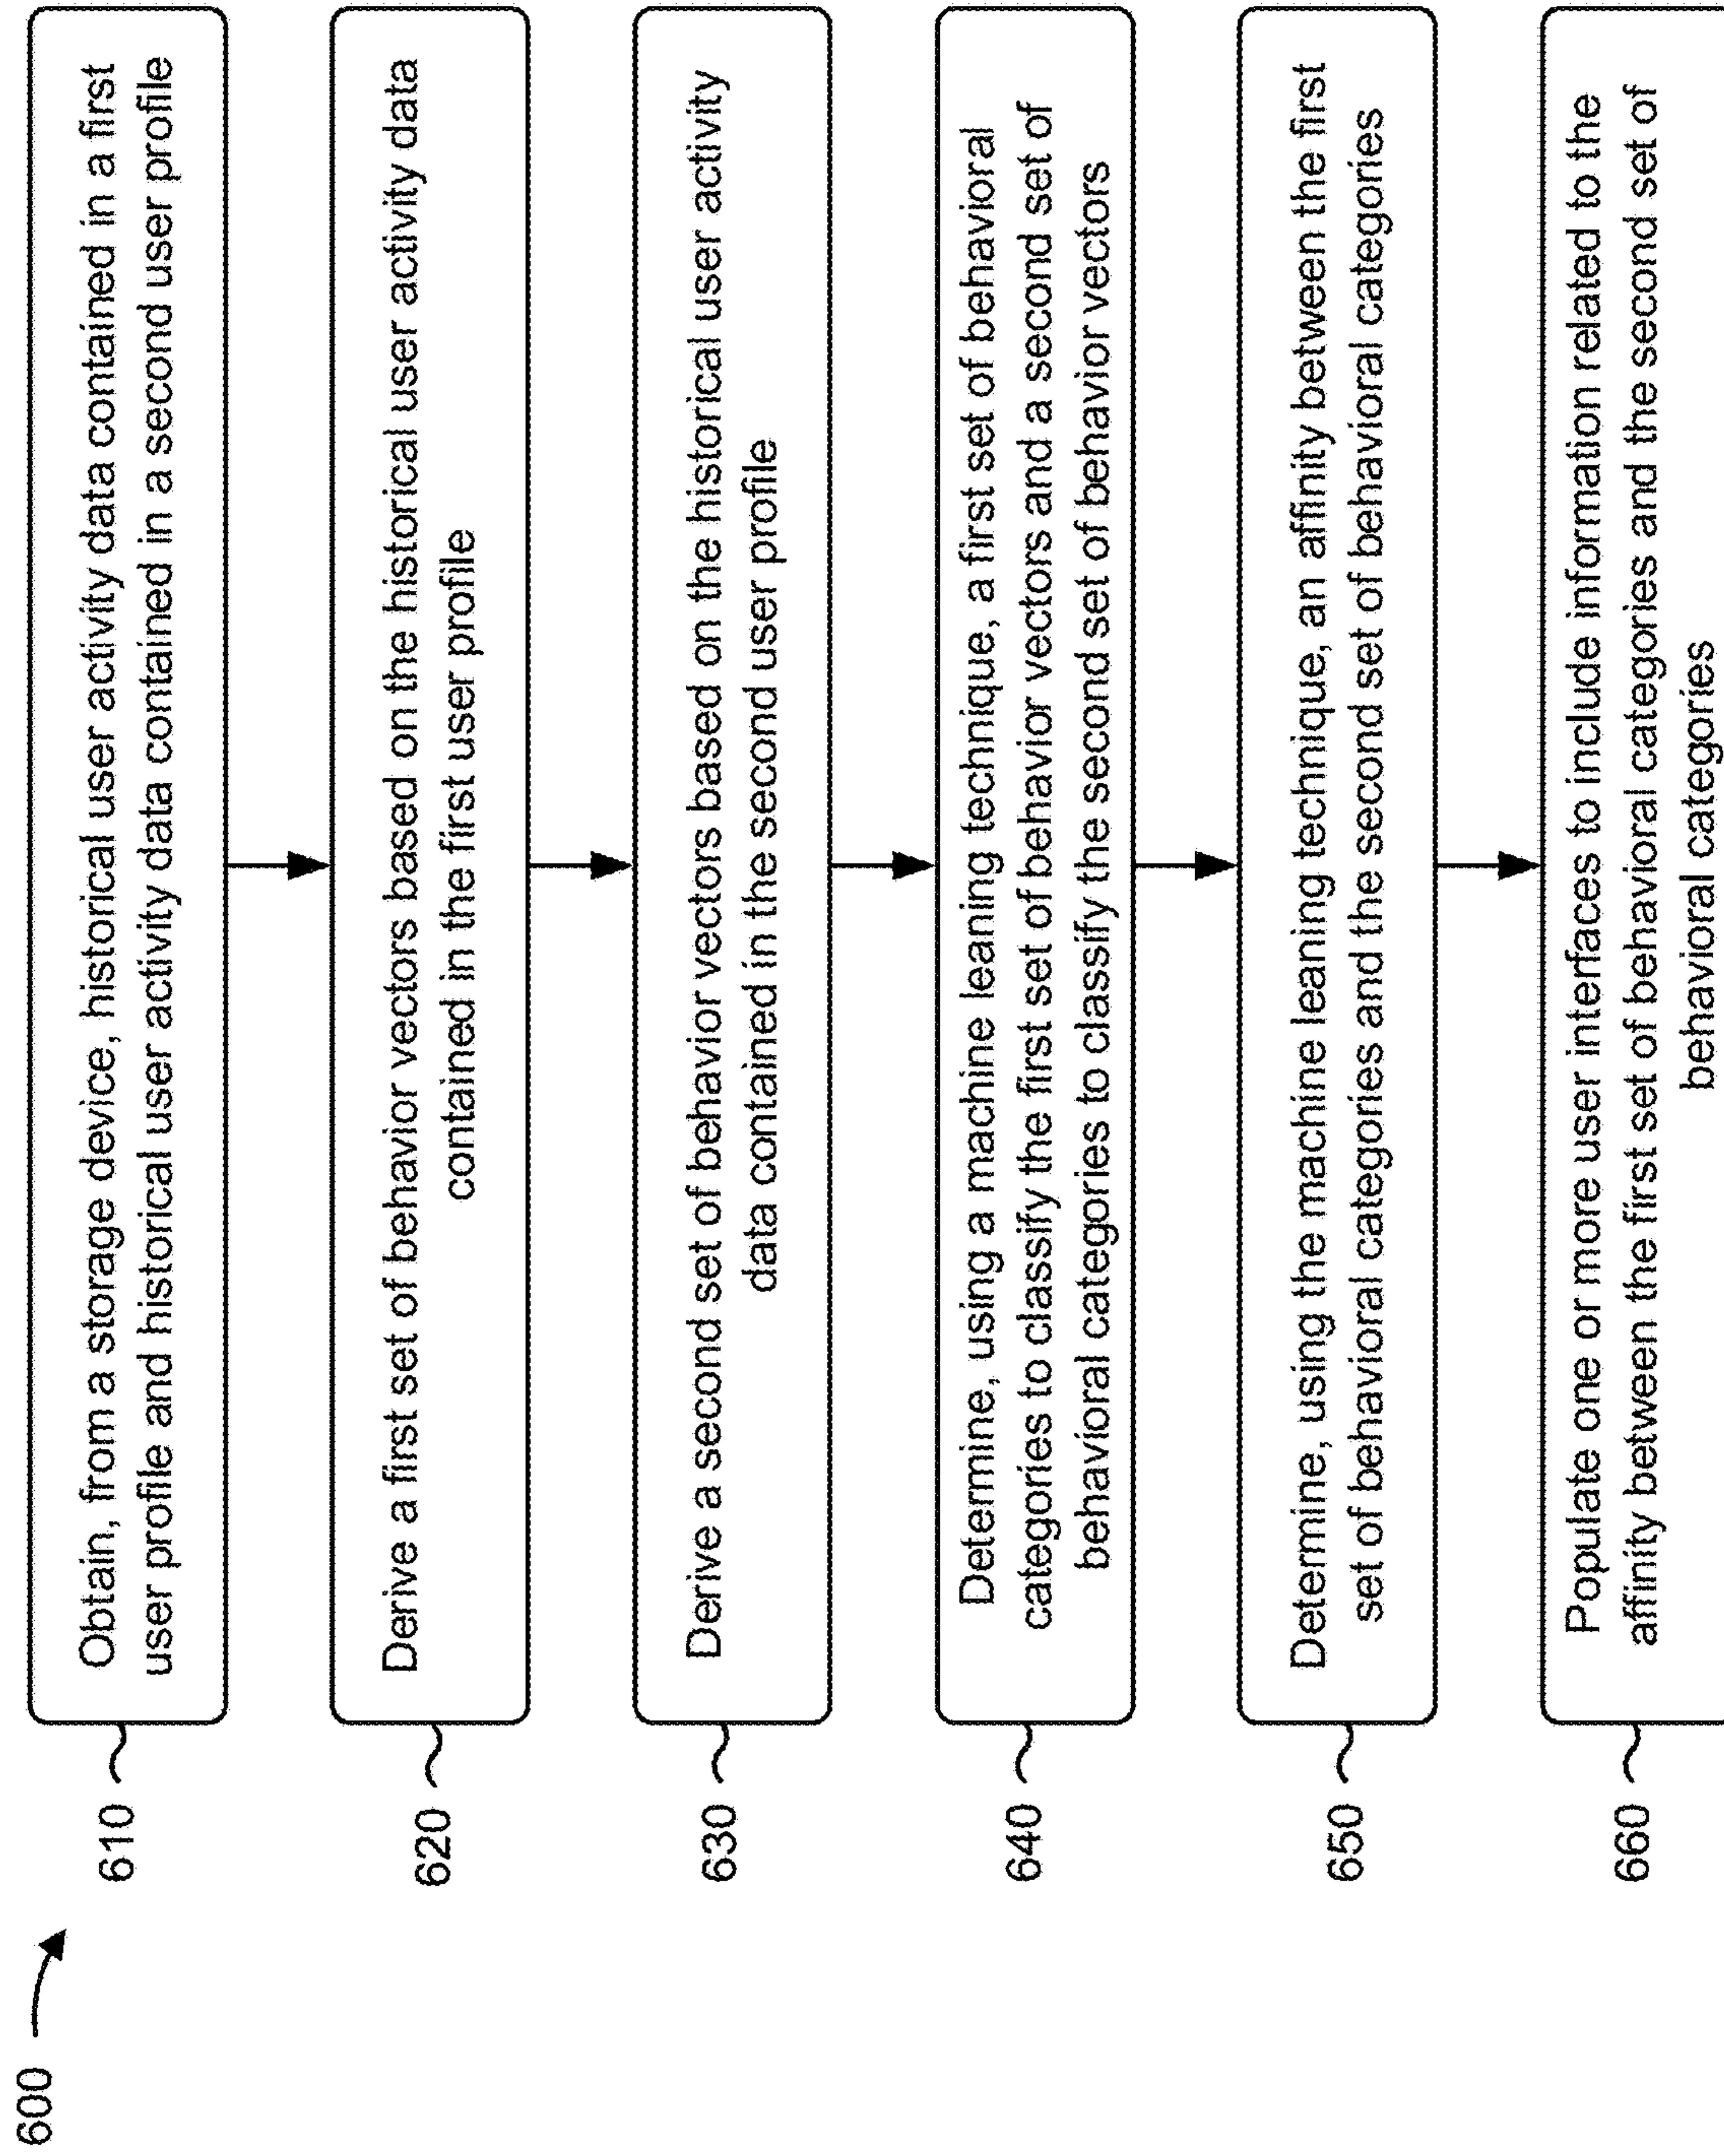 600
610
Obtain, from a storage device, historical user activity data contained in a first
user profile and historical user activity data contained in a second user profile
620
Derive a first set of behavior vectors based on the historical user activity data
contained in the first user profile
630
Derive a second set of behavior vectors based on the historical user activity
data contained in the second user profile
640
Determine, using a machine leaning technique, a first set of behavioral
categories to classify the first set of behavior vectors and a second set of
behavioral categories to classify the second set of behavior vectors
650
Determine, using the machine leaning technique, an affinity between the first
set of behavioral categories and the second set of behavioral categories
660
Populate one or more user interfaces to include information related to the
affinity between the first set of behavioral categories and the second set of
behavioral categories